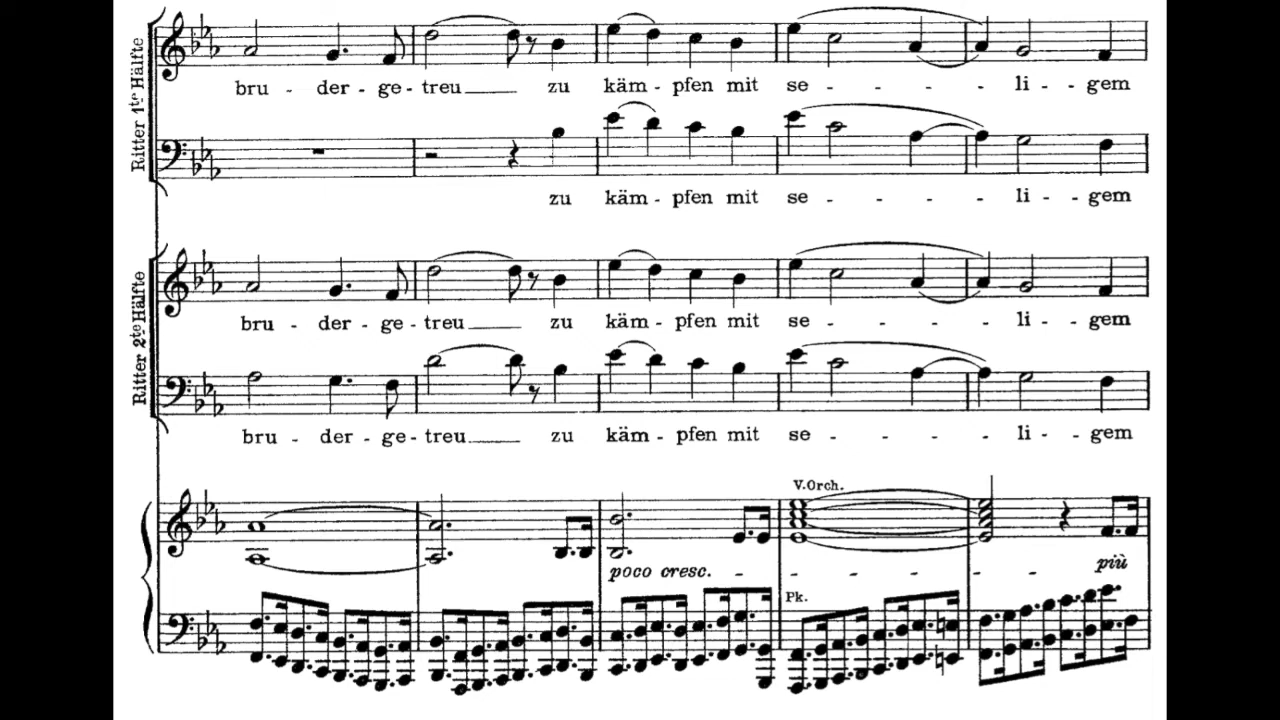 Ritter 1te Hälfte
bru - der - ge - treu zu käm - pfen mit se - - - - li - - gem
zu käm - pfen mit se - - - - li - - gem
Ritter 2te Hälfte
bru - der - ge - treu zu käm - pfen mit se - - - - li - - gem
bru - der - ge - treu zu käm - pfen mit se - - - - li - - gem
V. Orch.
poco cresc. - - - - - - più
Pk.